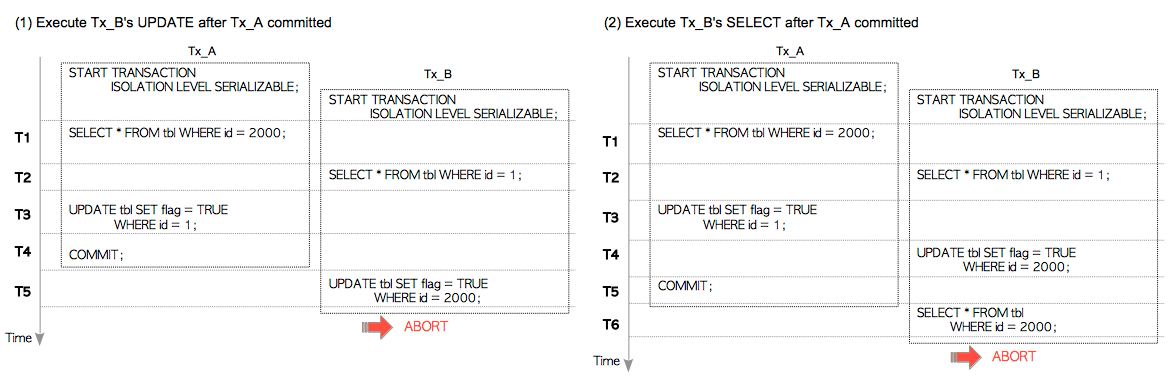 (1) Execute Tx_B's UPDATE after Tx_A committed
Tx_A
START TRANSACTION
ISOLATION LEVEL SERIALIZABLE;
Tx_B
START TRANSACTION
ISOLATION LEVEL SERIALIZABLE;
T1
SELECT * FROM tbl WHERE id = 2000;
T2
SELECT * FROM tbl WHERE id = 1;
T3
UPDATE tbl SET flag = TRUE
WHERE id = 1;
T4
COMMIT;
T5
UPDATE tbl SET flag = TRUE
WHERE id = 2000;
ABORT
Time
(2) Execute Tx_B's SELECT after Tx_A committed
Tx_A
START TRANSACTION
ISOLATION LEVEL SERIALIZABLE;
Tx_B
START TRANSACTION
ISOLATION LEVEL SERIALIZABLE;
T1
SELECT * FROM tbl WHERE id = 2000;
T2
SELECT * FROM tbl WHERE id = 1;
T3
UPDATE tbl SET flag = TRUE
WHERE id = 1;
T4
UPDATE tbl SET flag = TRUE
WHERE id = 2000;
T5
COMMIT;
T6
SELECT * FROM tbl
WHERE id = 2000;
ABORT
Time